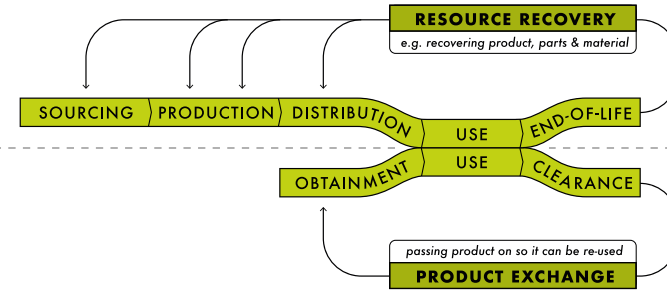 RESOURCE RECOVERY
e.g. recovering product, parts & material
SOURCING
PRODUCTION
DISTRIBUTION
USE
END-OF-LIFE
OBTAINMENT
USE
CLEARANCE
passing product on so it can be re-used
PRODUCT EXCHANGE